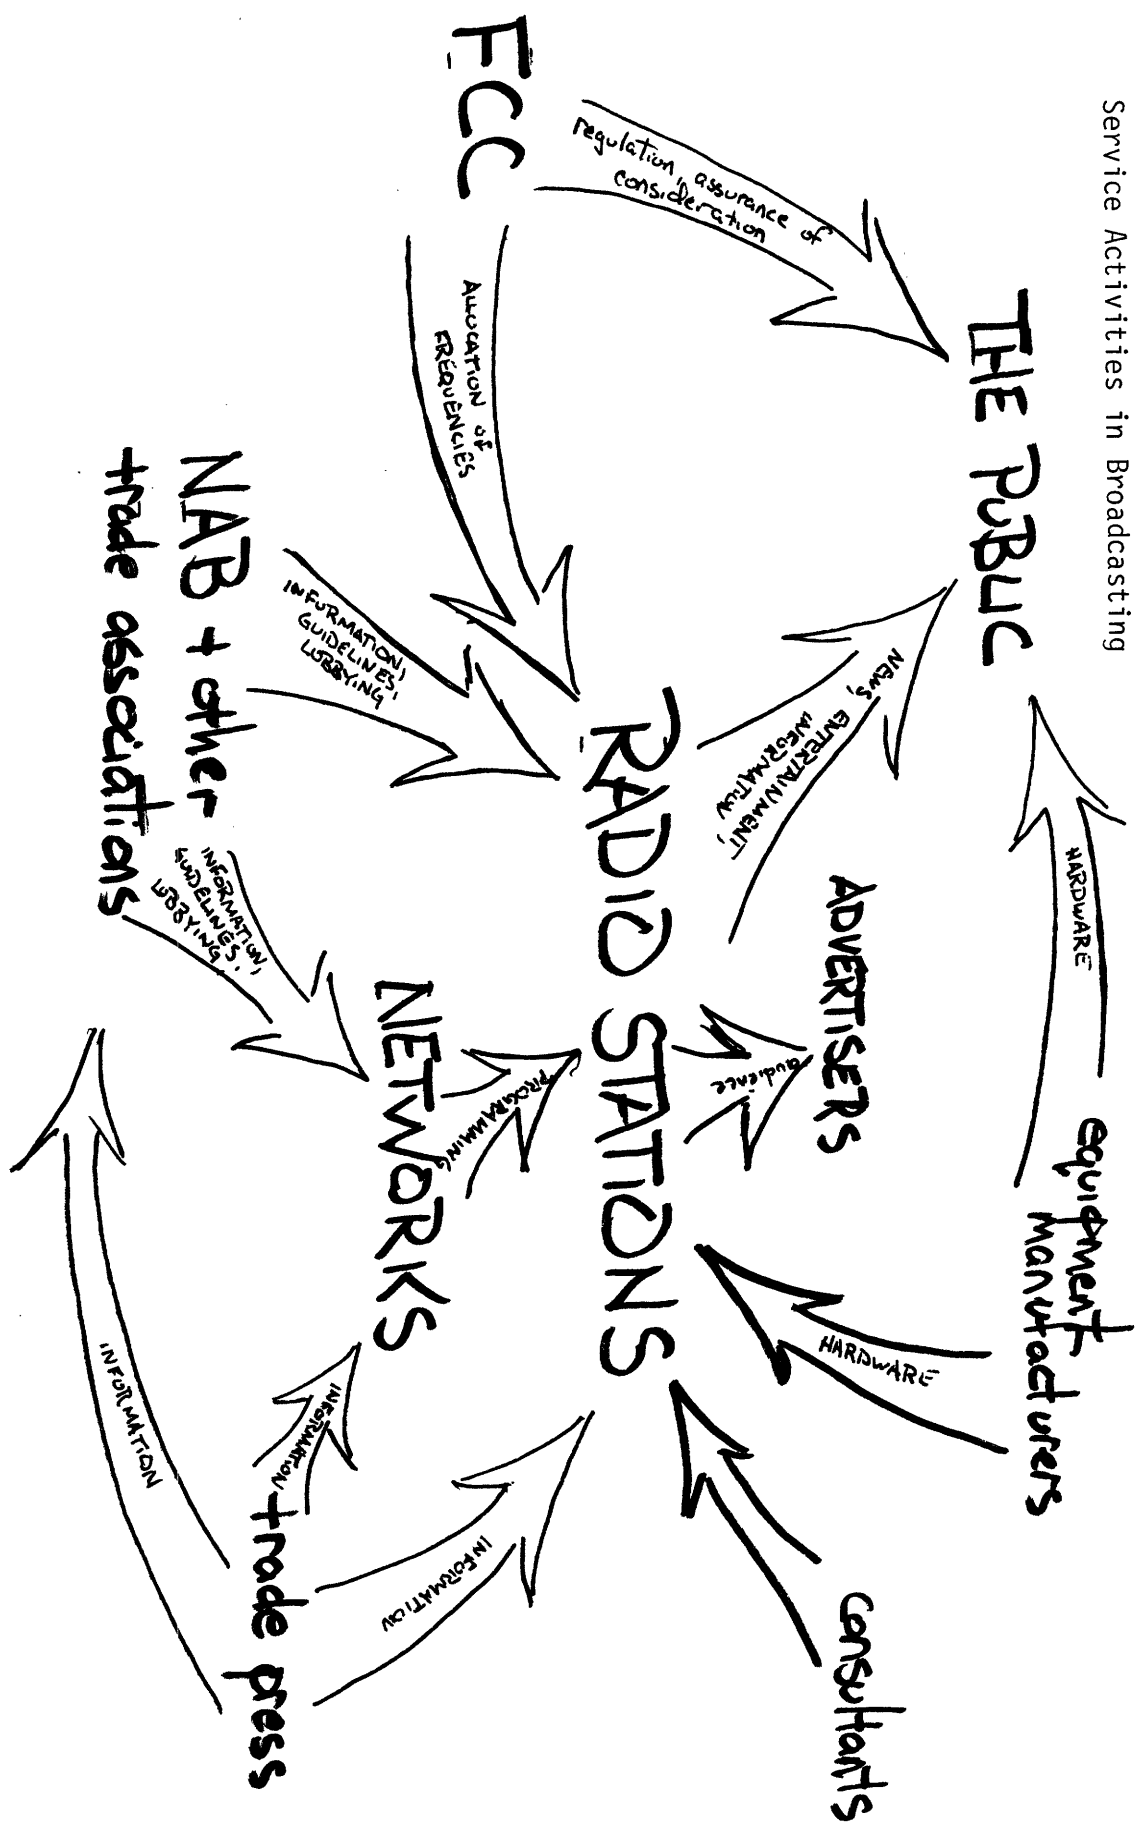 Service Activities in Broadcasting
THE PUBLIC
FCC
regulation, assurance of
consideration
ALLOCATION of
FREQUENCIES
HARDWARE
equipment
manufacturers
NEWS, ENTERTAINMENT,
INFORMATION
ADVERTISERS
audience
HARDWARE
consultants
RADIO STATIONS
NAB + other
trade associations
INFORMATION,
GUIDELINES,
LOBBYING
PROGRAMMING
NETWORKS
INFORMATION,
GUIDELINES,
LOBBYING
INFORMATION
INFORMATION
trade press
INFORMATION